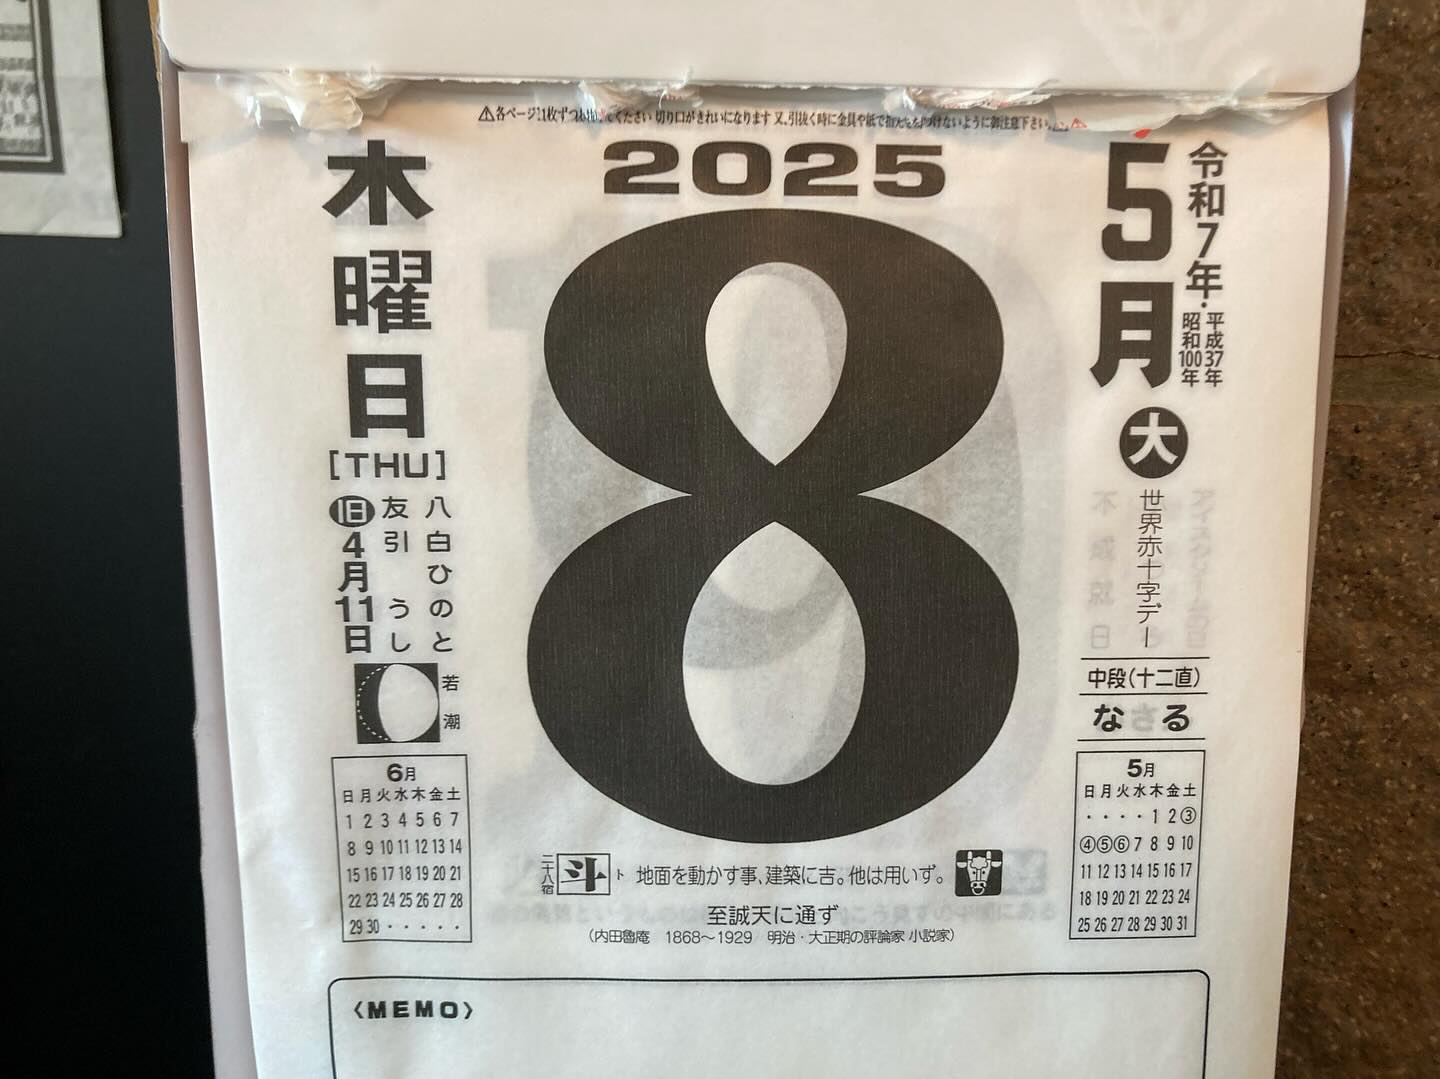 2025
5月
令和7年・平成37年
昭和100年
大
世界赤十字デー
中段(十二直)
なる
8
木曜日
[THU]
八白ひのと
友引 うし
旧4月11日
若潮
6月
日月火水木金土
1 2 3 4 5 6 7
8 9 10 11 12 13 14
15 16 17 18 19 20 21
22 23 24 25 26 27 28
29 30 ・ ・ ・ ・ ・
5月
日月火水木金土
・ ・ ・ ・ 1 2 ③
④ ⑤ ⑥ 7 8 9 10
11 12 13 14 15 16 17
18 19 20 21 22 23 24
25 26 27 28 29 30 31
二十八宿 斗 ト 地面を動かす事、建築に吉。他は用いず。
至誠天に通ず
(内田魯庵 1868〜1929 明治・大正期の評論家 小説家)
〈MEMO〉